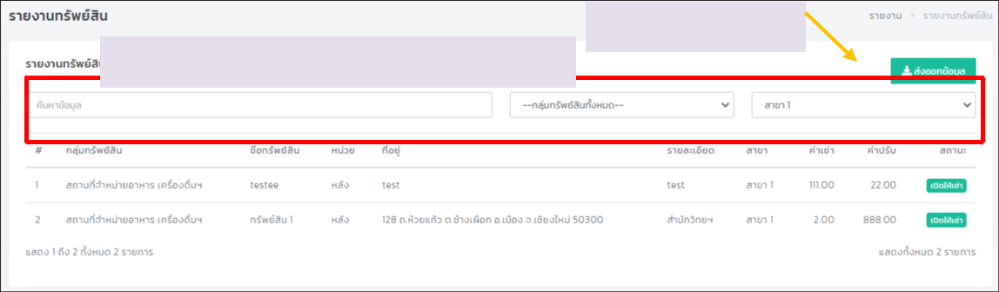 รายงานทรัพย์สิน
รายงาน > รายงานทรัพย์สิน
รายงานทรัพย์สิน
ส่งออกข้อมูล
ค้นหาข้อมูล --กลุ่มทรัพย์สินทั้งหมด-- สาขา 1
# กลุ่มทรัพย์สิน ชื่อทรัพย์สิน หน่วย ที่อยู่ รายละเอียด สาขา ค่าเช่า ค่าปรับ สถานะ
1 สถานที่จำหน่ายอาหาร เครื่องดื่มฯ testee หลัง test test สาขา 1 111.00 22.00 เปิดให้เช่า
2 สถานที่จำหน่ายอาหาร เครื่องดื่มฯ ทรัพย์สิน 1 หลัง 128 ถ.ห้วยแก้ว ต.ช้างเผือก อ.เมือง จ.เชียงใหม่ 50300 สำนักวิทยฯ สาขา 1 2.00 888.00 เปิดให้เช่า
แสดง 1 ถึง 2 ทั้งหมด 2 รายการ แสดงทั้งหมด 2 รายการ